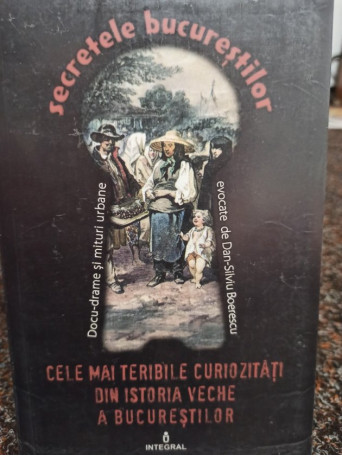 secretele bucureștilor
Docu-drame și mituri urbane
evocate de Dan-Silviu Boerescu
CELE MAI TERIBILE CURIOZITĂȚI
DIN ISTORIA VECHE
A BUCUREȘTILOR
INTEGRAL